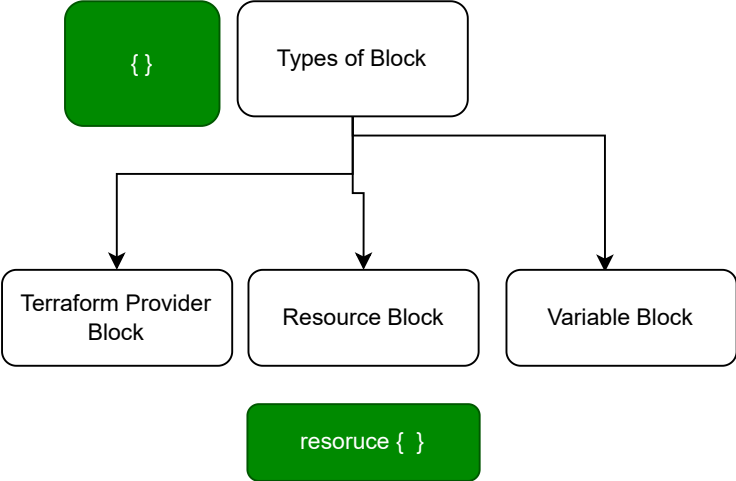 { }
Types of Block
Terraform Provider
Block
Resource Block
Variable Block
resoruce {  }